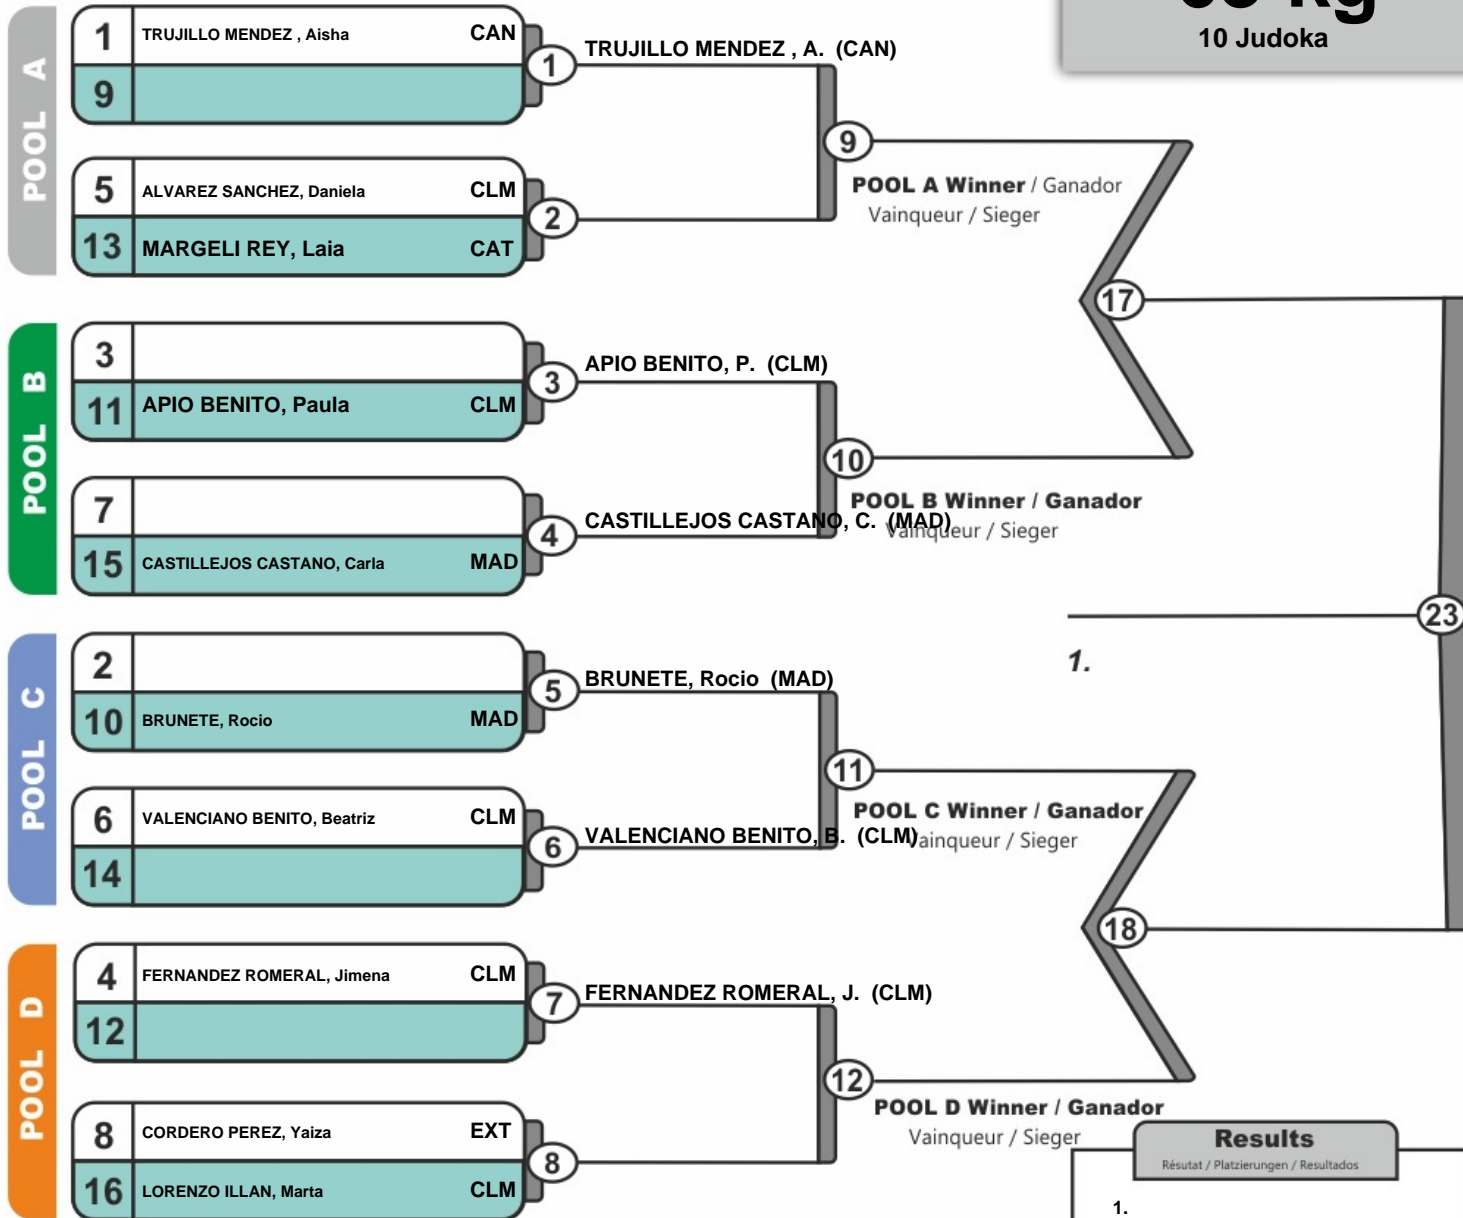 10 Judoka
POOL A
1 TRUJILLO MENDEZ , Aisha CAN
9
1
TRUJILLO MENDEZ , A. (CAN)
5 ALVAREZ SANCHEZ, Daniela CLM
13 MARGELI REY, Laia CAT
2
9
POOL A Winner / Ganador
Vainqueur / Sieger
POOL B
3
11 APIO BENITO, Paula CLM
3
APIO BENITO, P. (CLM)
7
15 CASTILLEJOS CASTANO, Carla MAD
4
CASTILLEJOS CASTANO, C. (MAD)
10
POOL B Winner / Ganador
Vainqueur / Sieger
17
POOL C
2
10 BRUNETE, Rocio MAD
5
BRUNETE, Rocio (MAD)
6 VALENCIANO BENITO, Beatriz CLM
14
6
VALENCIANO BENITO, B. (CLM)
11
POOL C Winner / Ganador
Vainqueur / Sieger
23
1.
POOL D
4 FERNANDEZ ROMERAL, Jimena CLM
12
7
FERNANDEZ ROMERAL, J. (CLM)
8 CORDERO PEREZ, Yaiza EXT
16 LORENZO ILLAN, Marta CLM
8
12
POOL D Winner / Ganador
Vainqueur / Sieger
18
Results
Résutat / Platzierungen / Resultados
1.